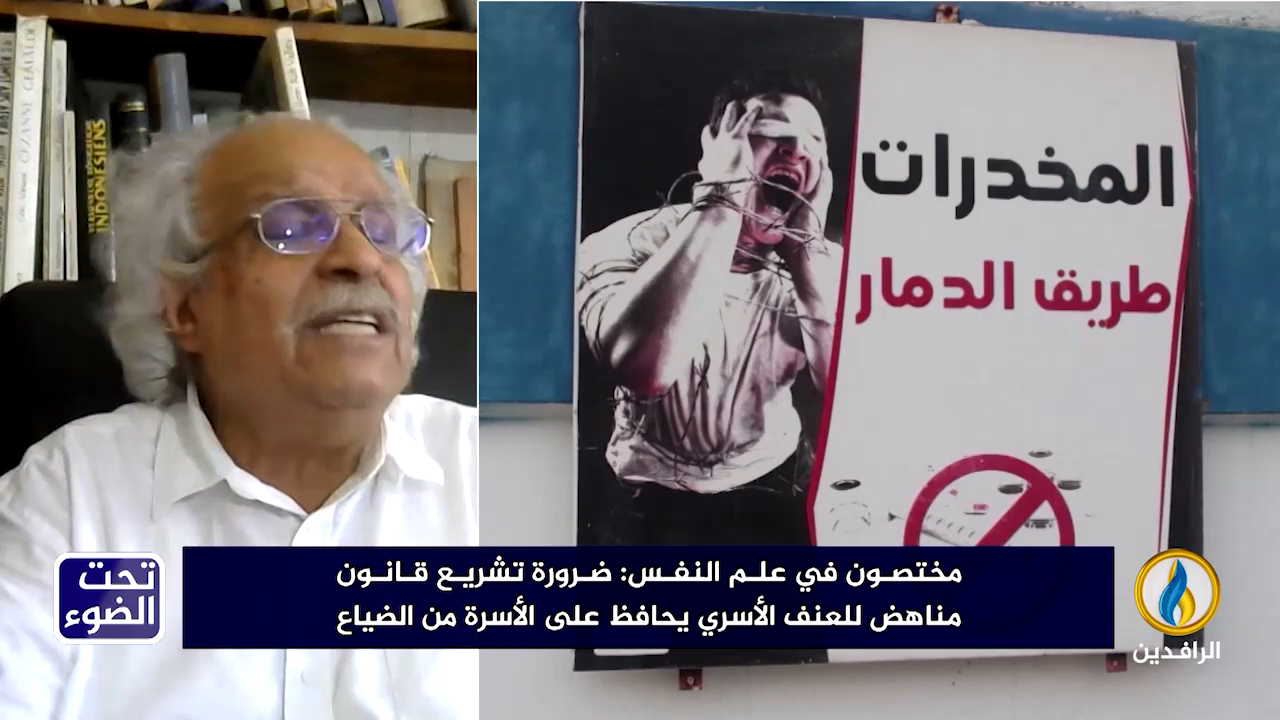 CÉZANNE
INDONESIENS
المخدرات
طريق الدمار
مختصون في علم النفس: ضرورة تشريع قانون
مناهض للعنف الأسري يحافظ على الأسرة من الضياع
تحت
الضوء
الرافدين